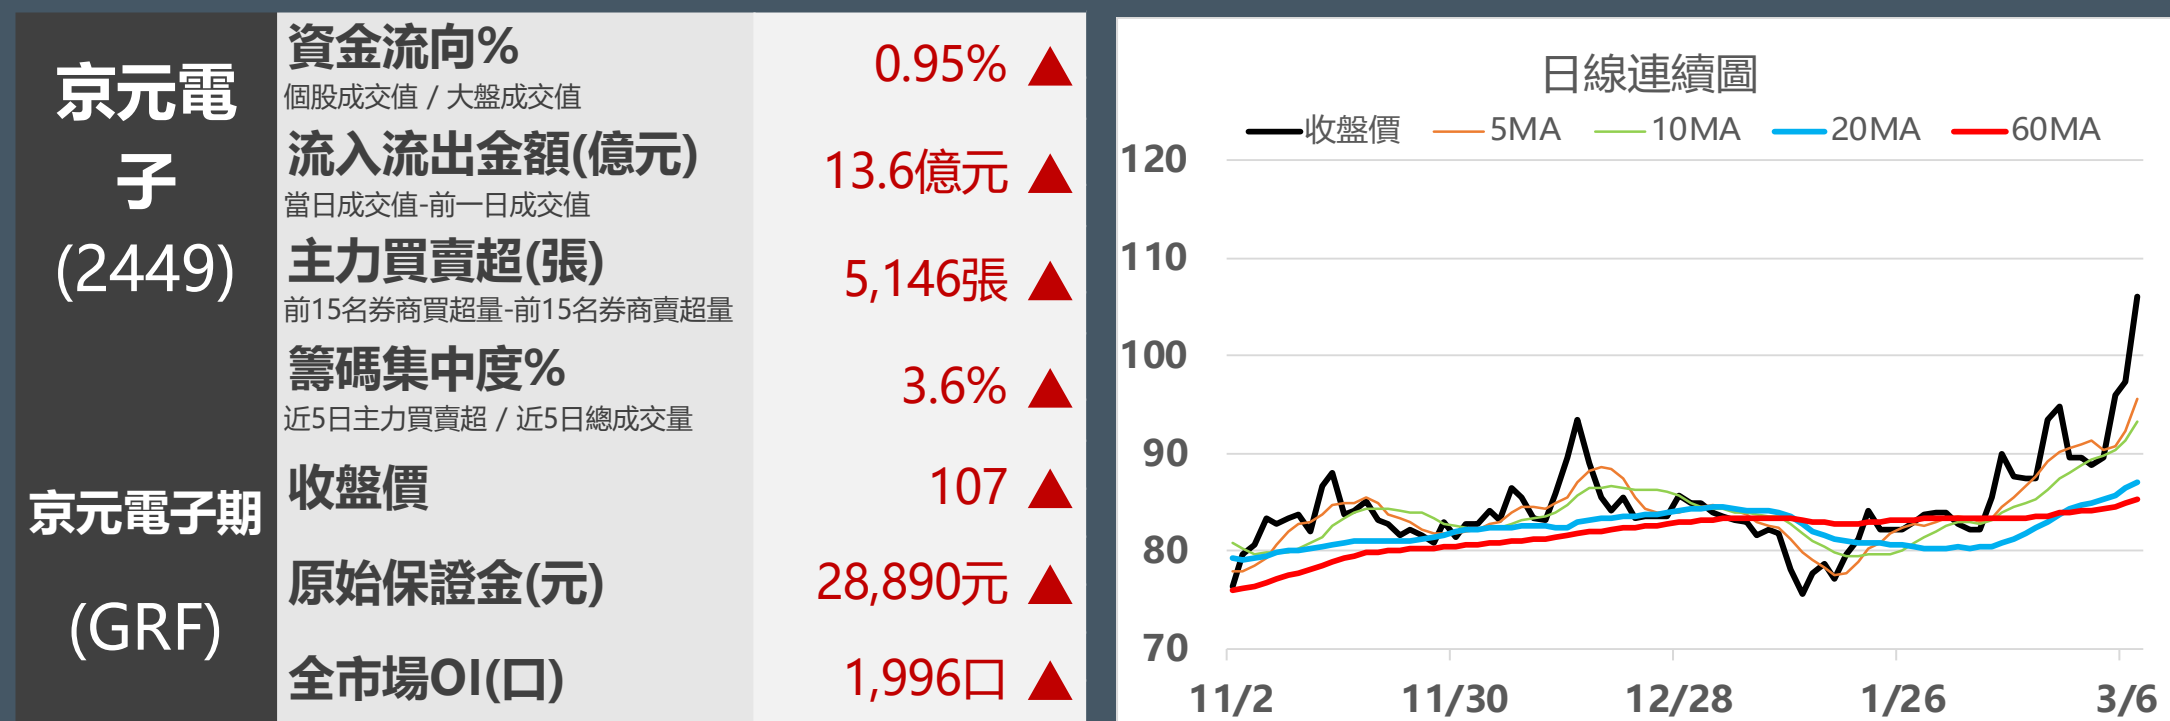 京元電
子
(2449)
京元電子期
(GRF)
資金流向%
個股成交值 / 大盤成交值
0.95% ▲
流入流出金額(億元)
當日成交值-前一日成交值
13.6億元 ▲
主力買賣超(張)
前15名券商買超量-前15名券商賣超量
5,146張 ▲
籌碼集中度%
近5日主力買賣超 / 近5日總成交量
3.6% ▲
收盤價
107 ▲
原始保證金(元)
28,890元 ▲
全市場OI(口)
1,996口 ▲
日線連續圖
收盤價 5MA 10MA 20MA 60MA
120
110
100
90
80
70
11/2 11/30 12/28 1/26 3/6